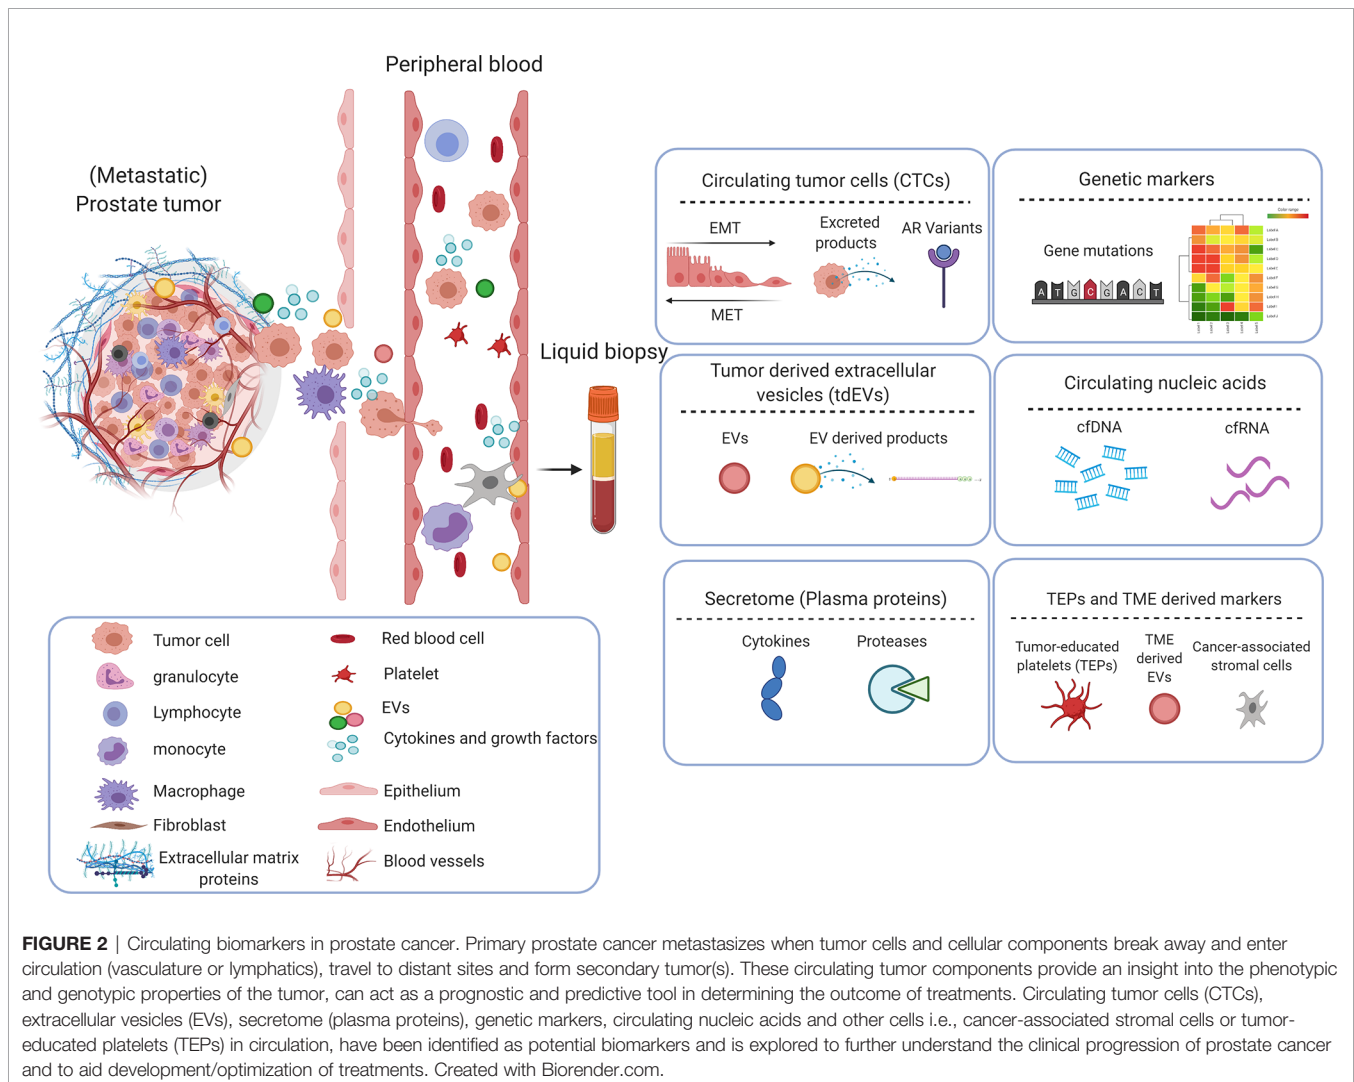 Peripheral blood
(Metastatic)
Prostate tumor
Liquid biopsy
Circulating tumor cells (CTCs)
EMT
MET
Excreted
products
AR Variants
Genetic markers
Gene mutations
A T G C G A C T
Color range
Tumor derived extracellular
vesicles (tdEVs)
EVs
EV derived products
Circulating nucleic acids
cfDNA
cfRNA
Secretome (Plasma proteins)
Cytokines
Proteases
TEPs and TME derived markers
Tumor-educated
platelets (TEPs)
TME
derived
EVs
Cancer-associated
stromal cells
Tumor cell
granulocyte
Lymphocyte
monocyte
Macrophage
Fibroblast
Extracellular matrix
proteins
Red blood cell
Platelet
EVs
Cytokines and growth factors
Epithelium
Endothelium
Blood vessels
FIGURE 2 | Circulating biomarkers in prostate cancer. Primary prostate cancer metastasizes when tumor cells and cellular components break away and enter
circulation (vasculature or lymphatics), travel to distant sites and form secondary tumor(s). These circulating tumor components provide an insight into the phenotypic
and genotypic properties of the tumor, can act as a prognostic and predictive tool in determining the outcome of treatments. Circulating tumor cells (CTCs),
extracellular vesicles (EVs), secretome (plasma proteins), genetic markers, circulating nucleic acids and other cells i.e., cancer-associated stromal cells or tumor-
educated platelets (TEPs) in circulation, have been identified as potential biomarkers and is explored to further understand the clinical progression of prostate cancer
and to aid development/optimization of treatments. Created with Biorender.com.